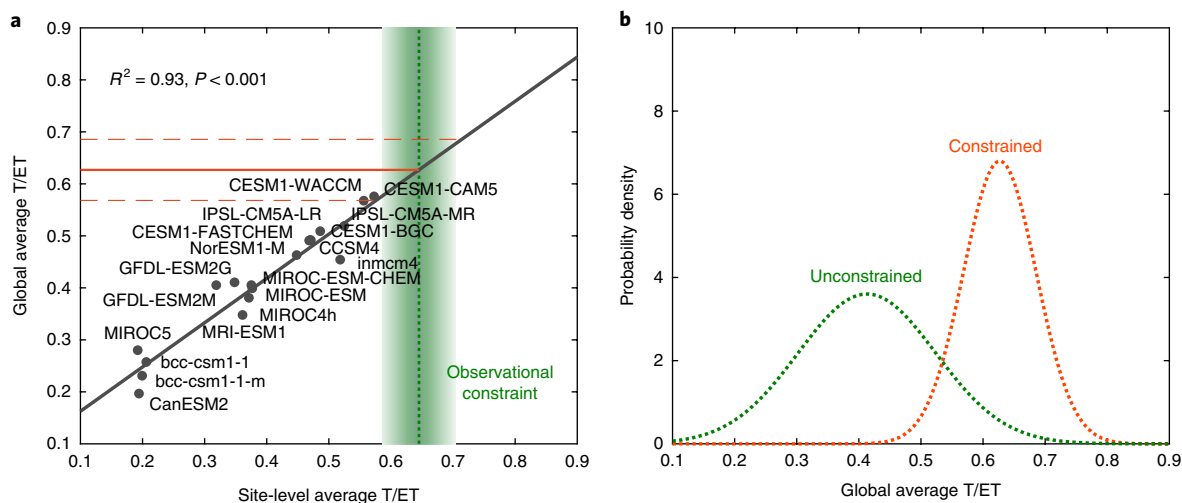 a
0.9
0.8
0.7
0.6
0.5
0.4
0.3
0.2
0.1
Global average T/ET
R² = 0.93, P < 0.001
CESM1-WACCM
CESM1-CAM5
IPSL-CM5A-LR
IPSL-CM5A-MR
CESM1-FASTCHEM
CESM1-BGC
NorESM1-M
CCSM4
inmcm4
GFDL-ESM2G
MIROC-ESM-CHEM
GFDL-ESM2M
MIROC-ESM
MIROC4h
MRI-ESM1
MIROC5
bcc-csm1-1
bcc-csm1-1-m
CanESM2
Observational
constraint
0.1 0.2 0.3 0.4 0.5 0.6 0.7 0.8 0.9
Site-level average T/ET
b
10
8
6
4
2
0
Probability density
Constrained
Unconstrained
0.1 0.2 0.3 0.4 0.5 0.6 0.7 0.8 0.9
Global average T/ET